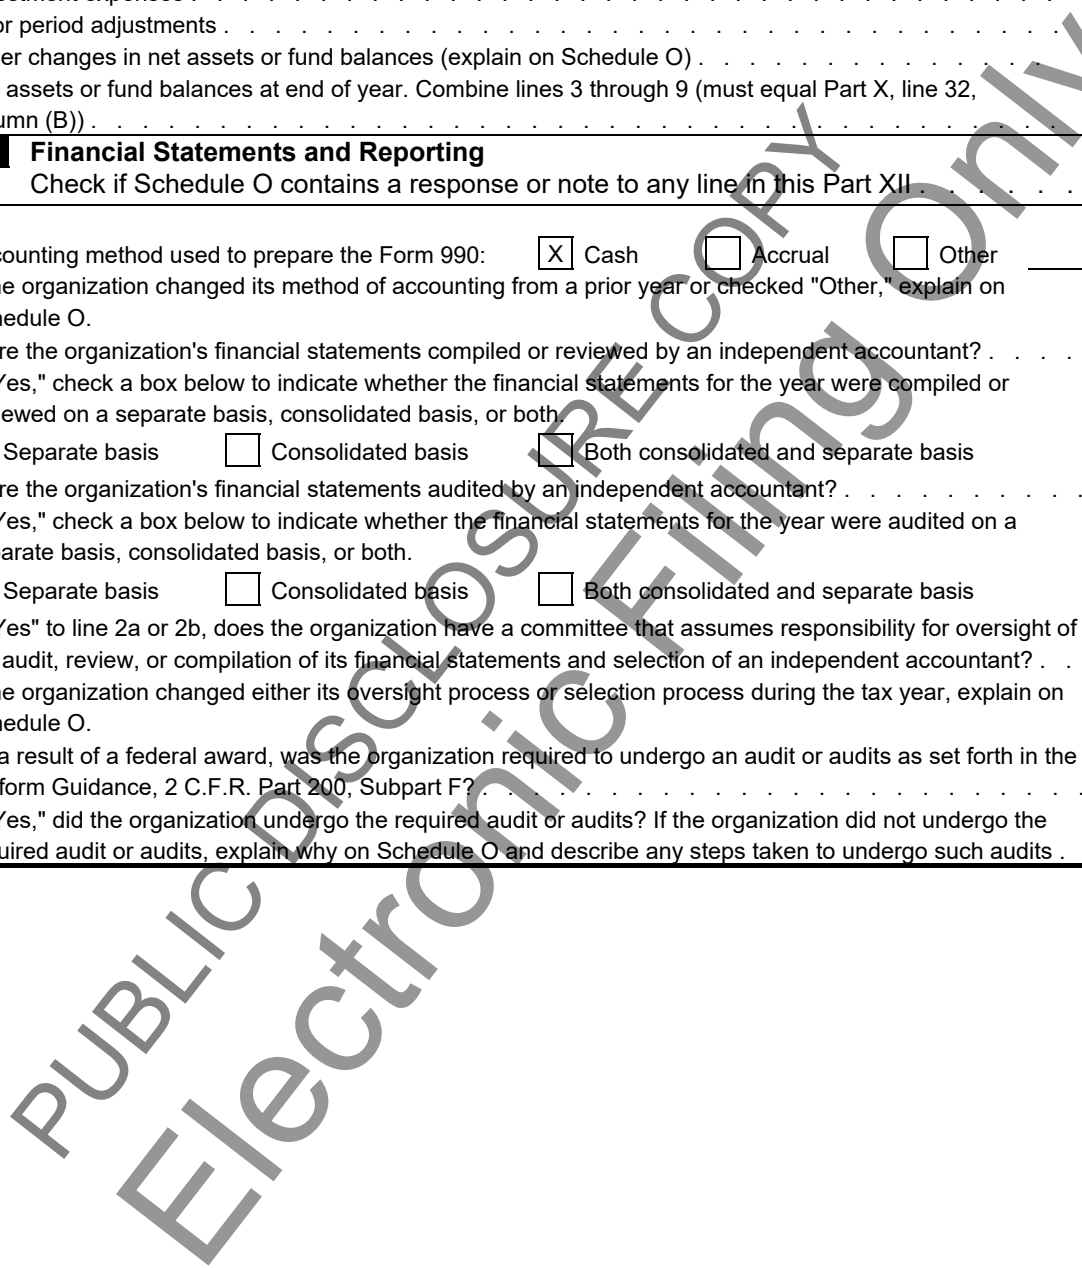 or period adjustments . . . . . . . . . . . . . . . . . . . . . . . . . . . .
er changes in net assets or fund balances (explain on Schedule O) . . . . . . . . . . . .
assets or fund balances at end of year. Combine lines 3 through 9 (must equal Part X, line 32,
umn (B)) . . . . . . . . . . . . . . . . . . . . . . . . . . . . . . . . . . . . . .
Financial Statements and Reporting
Check if Schedule O contains a response or note to any line in this Part XII . . . . . .
counting method used to prepare the Form 990: X Cash Accrual Other
e organization changed its method of accounting from a prior year or checked "Other," explain on
edule O.
re the organization's financial statements compiled or reviewed by an independent accountant? . . . .
Yes," check a box below to indicate whether the financial statements for the year were compiled or
ewed on a separate basis, consolidated basis, or both.
Separate basis Consolidated basis Both consolidated and separate basis
re the organization's financial statements audited by an independent accountant? . . . . . . . . . .
Yes," check a box below to indicate whether the financial statements for the year were audited on a
arate basis, consolidated basis, or both.
Separate basis Consolidated basis Both consolidated and separate basis
Yes" to line 2a or 2b, does the organization have a committee that assumes responsibility for oversight of
audit, review, or compilation of its financial statements and selection of an independent accountant? . .
e organization changed either its oversight process or selection process during the tax year, explain on
edule O.
a result of a federal award, was the organization required to undergo an audit or audits as set forth in the
form Guidance, 2 C.F.R. Part 200, Subpart F? . . . . . . . . . . . . . . . . . . . . .
Yes," did the organization undergo the required audit or audits? If the organization did not undergo the
uired audit or audits, explain why on Schedule O and describe any steps taken to undergo such audits .
PUBLIC DISCLOSURE COPY
Electronic Filing Only